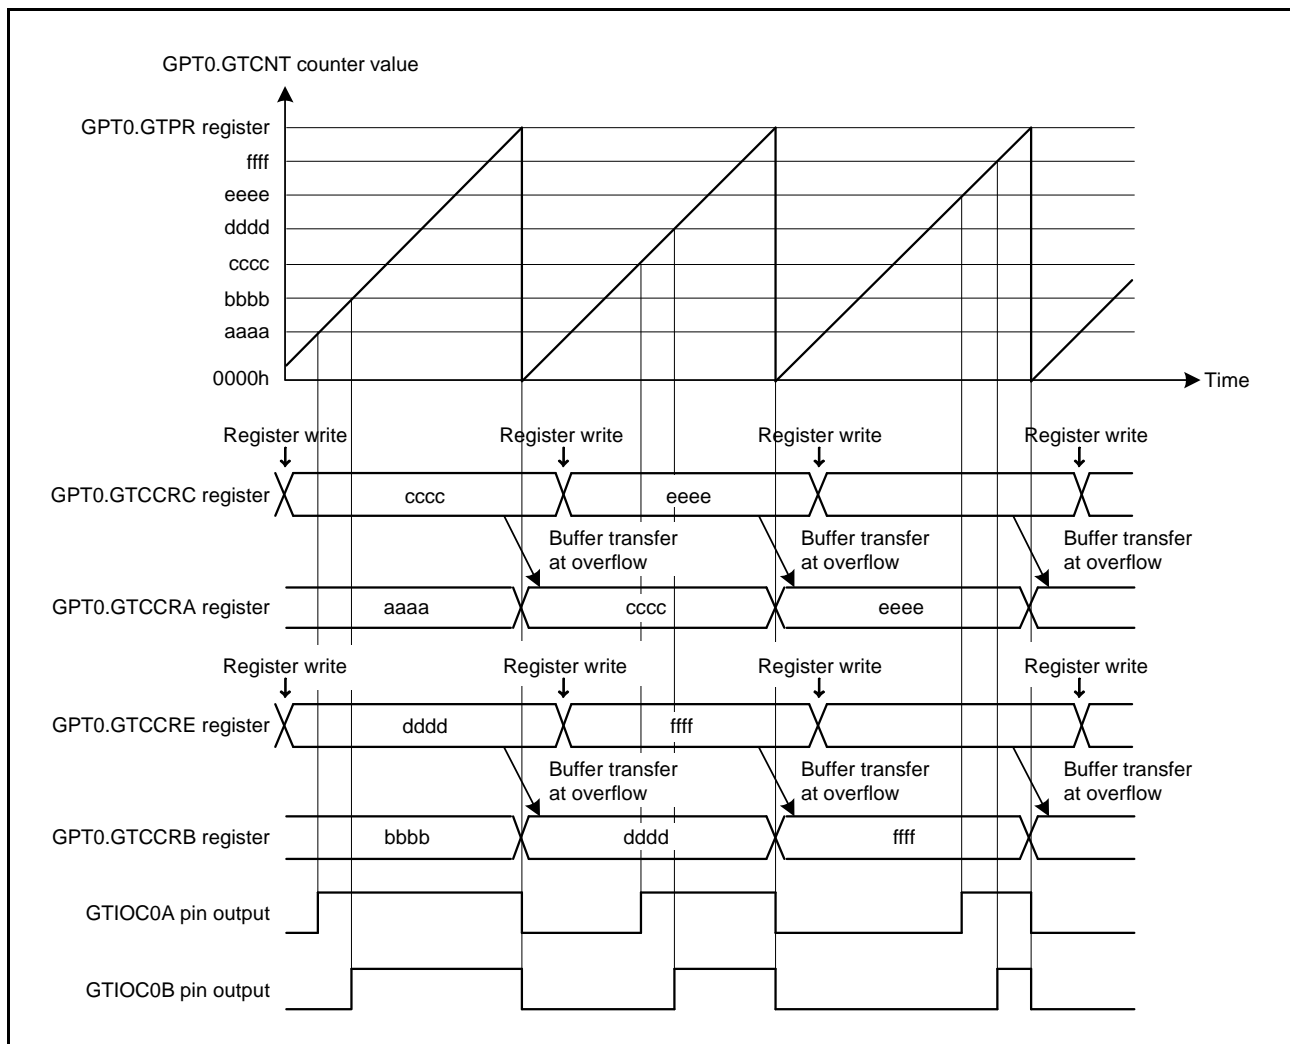 GPT0.GTCNT counter value
GPT0.GTPR register
ffff
eeee
dddd
cccc
bbbb
aaaa
0000h
Time
Register write
Register write
Register write
Register write
GPT0.GTCCRC register
cccc
eeee
Buffer transfer
at overflow
Buffer transfer
at overflow
Buffer transfer
at overflow
GPT0.GTCCRA register
aaaa
cccc
eeee
Register write
Register write
Register write
Register write
GPT0.GTCCRE register
dddd
ffff
Buffer transfer
at overflow
Buffer transfer
at overflow
Buffer transfer
at overflow
GPT0.GTCCRB register
bbbb
dddd
ffff
GTIOC0A pin output
GTIOC0B pin output